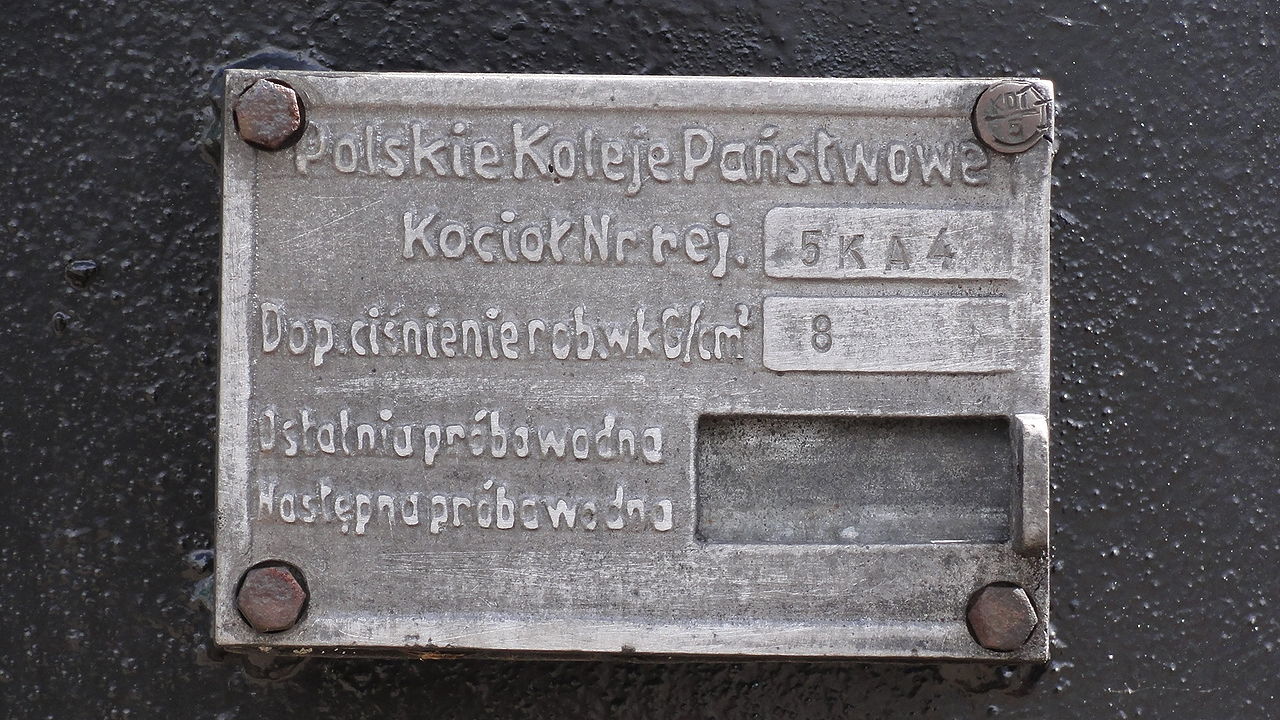 Polskie Koleje Państwowe
Kocioł Nr rej. 5KA4
Dop. ciśnienie rob. w kG/cm² 8
Ostatnia próba wodna
Następna próba wodna